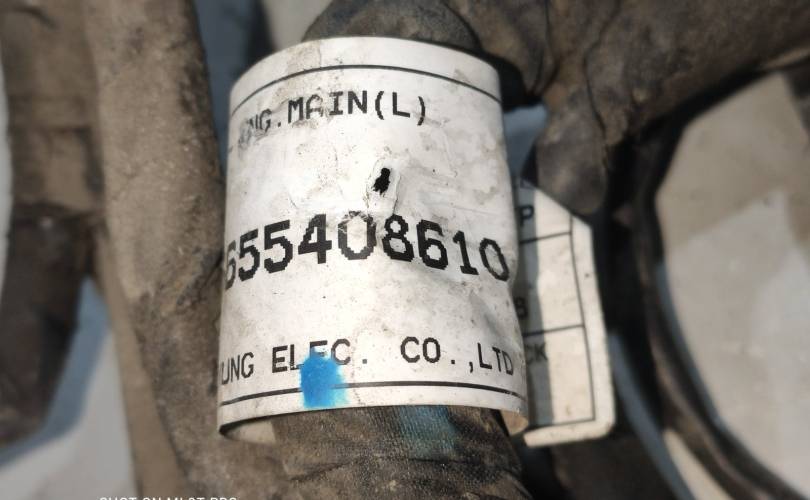 NG.MAIN(L)
655408610
UNG ELEC. CO.,LTD
P